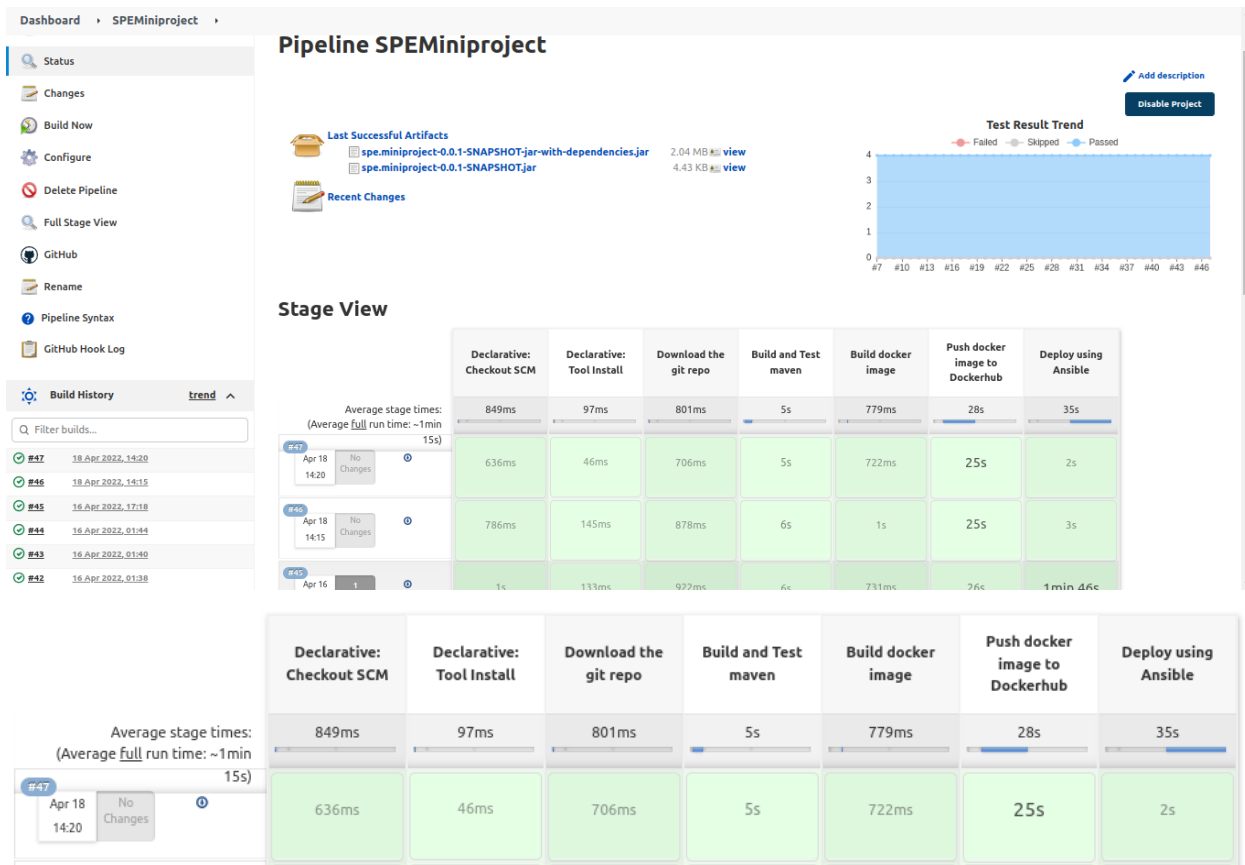 Dashboard SPEMiniproject
Status
Changes
Build Now
Configure
Delete Pipeline
Full Stage View
GitHub
Rename
Pipeline Syntax
GitHub Hook Log
Build History trend
Filter builds...
#47 18 Apr 2022, 14:20
#46 18 Apr 2022, 14:15
#45 16 Apr 2022, 17:18
#44 16 Apr 2022, 01:44
#43 16 Apr 2022, 01:40
#42 16 Apr 2022, 01:38
Pipeline SPEMiniproject
Add description
Disable Project
Last Successful Artifacts
spe.miniproject-0.0.1-SNAPSHOT-jar-with-dependencies.jar 2.04 MB view
spe.miniproject-0.0.1-SNAPSHOT.jar 4.43 KB view
Recent Changes
Test Result Trend
Failed Skipped Passed
4
3
2
1
0
#7 #10 #13 #16 #19 #22 #25 #28 #31 #34 #37 #40 #43 #46
Stage View
Declarative: Declarative: Download the Build and Test Build docker Push docker Deploy using
Checkout SCM Tool Install git repo maven image image to Ansible
Dockerhub
Average stage times: 849ms 97ms 801ms 5s 779ms 28s 35s
(Average full run time: ~1min
15s)
#47
Apr 18 No
14:20 Changes
636ms 46ms 706ms 5s 722ms 25s 2s
#46
Apr 18 No
14:15 Changes
786ms 145ms 878ms 6s 1s 25s 3s
#45
Apr 16 1
1s 133ms 922ms 6s 731ms 26s 1min 46s
Declarative: Declarative: Download the Build and Test Build docker Push docker Deploy using
Checkout SCM Tool Install git repo maven image image to Ansible
Dockerhub
Average stage times: 849ms 97ms 801ms 5s 779ms 28s 35s
(Average full run time: ~1min
15s)
#47
Apr 18 No
14:20 Changes
636ms 46ms 706ms 5s 722ms 25s 2s